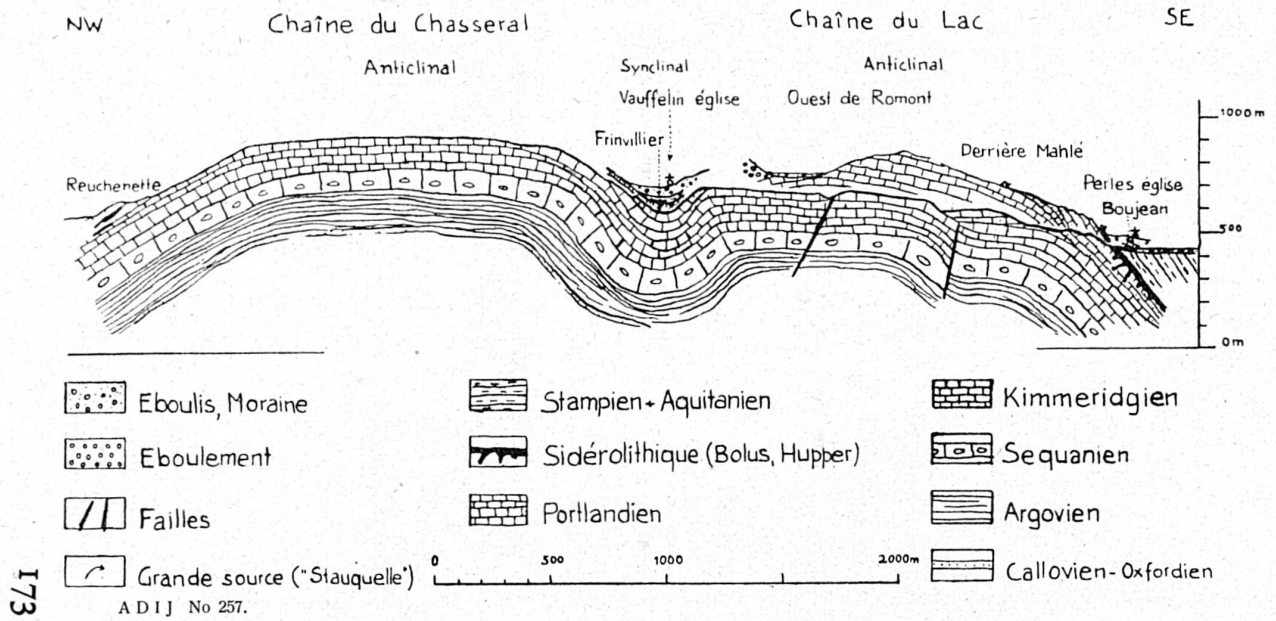 NW
Chaîne du Chasseral
Chaîne du Lac
SE
Anticlinal
Synclinal
Anticlinal
Vauffelin église
Ouest de Romont
1000m
Frinvillier
Derrière Mahlé
Reuchenette
Perles église
Boujean
500
0m
Eboulis, Moraine
Stampien + Aquitanien
Kimmeridgien
Eboulement
Sidérolithique (Bolus, Hupper)
Sequanien
Failles
Portlandien
Argovien
0 500 1000 2000m
Grande source ("Stauquelle")
Callovien-Oxfordien
173
ADIJ No 257.